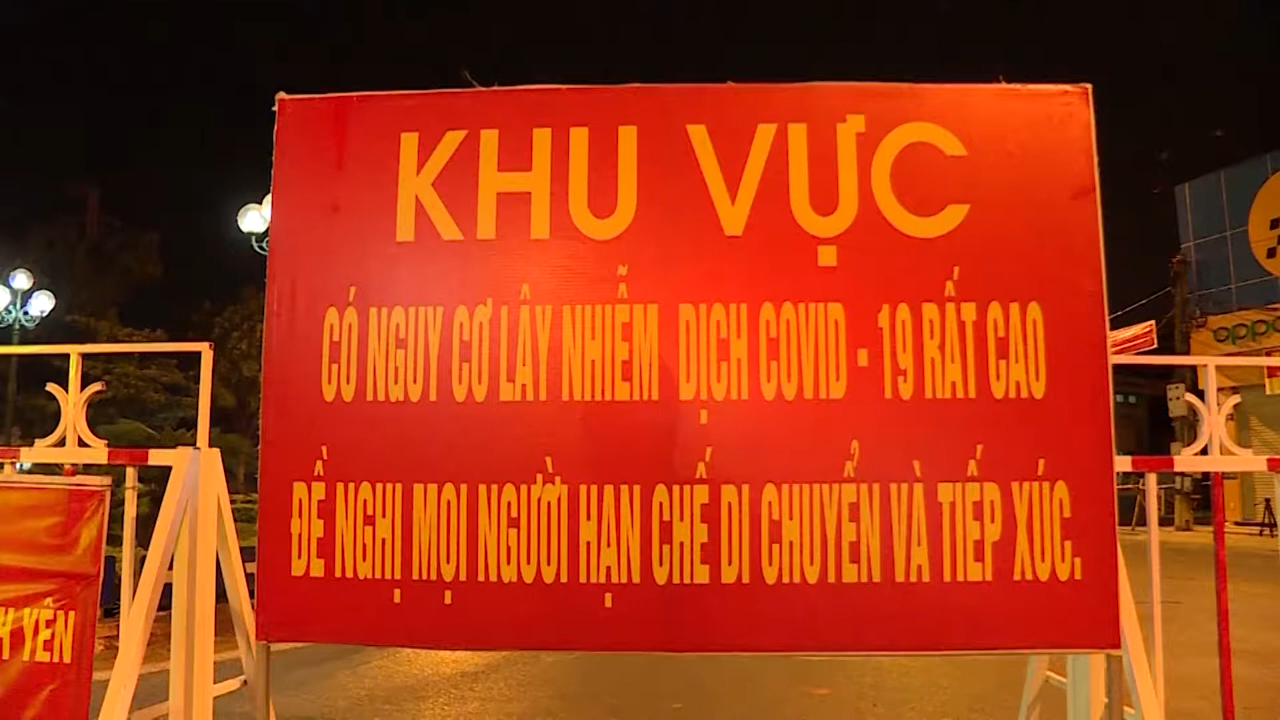 KHU VỰC
CÓ NGUY CƠ LÂY NHIỄM DỊCH COVID - 19 RẤT CAO
ĐỀ NGHỊ MỌI NGƯỜI HẠN CHẾ DI CHUYỂN VÀ TIẾP XÚC.
YÊN
oppo